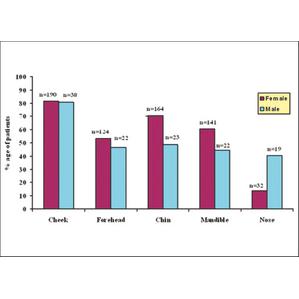 n=190 n=38
n=124 n=22
n=164 n=23
n=141 n=22
n=32 n=19
Female
Male
% age of patients
100
90
80
70
60
50
40
30
20
10
0
Cheek Forehead Chin Mandible Nose